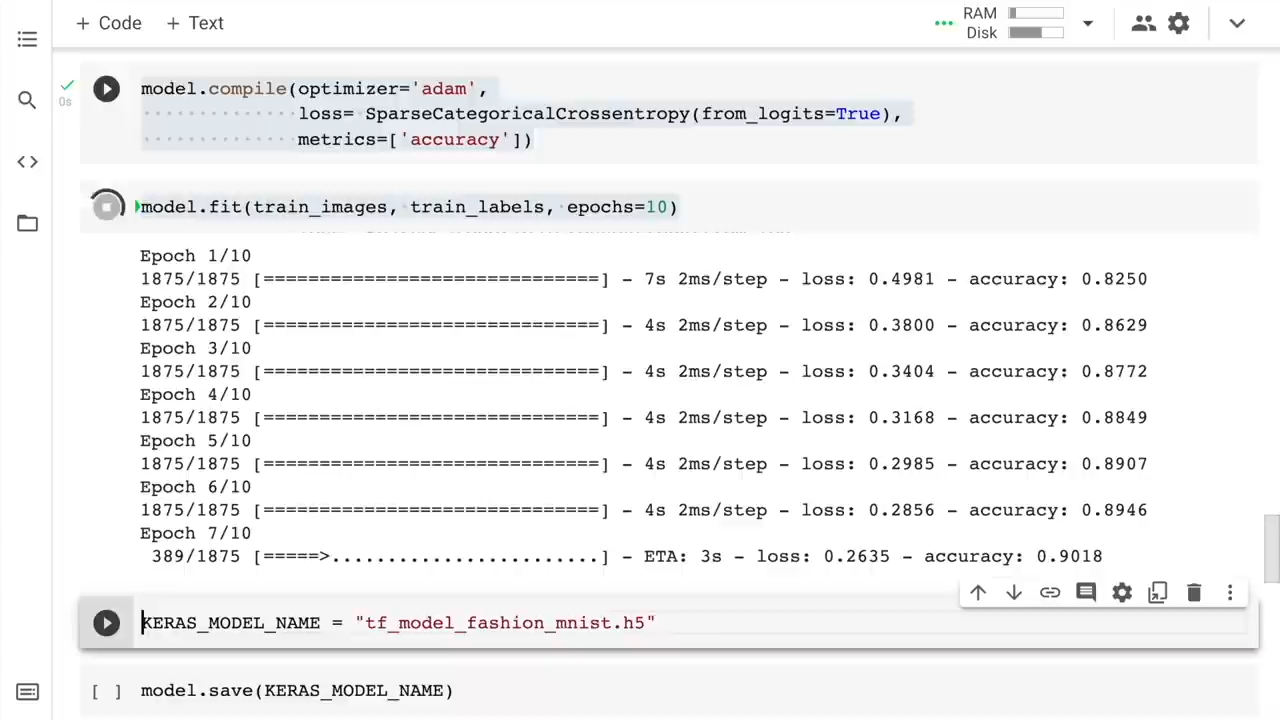 + Code + Text
RAM
Disk
0s
model.compile(optimizer='adam',
loss= SparseCategoricalCrossentropy(from_logits=True),
metrics=['accuracy'])
model.fit(train_images, train_labels, epochs=10)
Epoch 1/10
1875/1875 [==============================] - 7s 2ms/step - loss: 0.4981 - accuracy: 0.8250
Epoch 2/10
1875/1875 [==============================] - 4s 2ms/step - loss: 0.3800 - accuracy: 0.8629
Epoch 3/10
1875/1875 [==============================] - 4s 2ms/step - loss: 0.3404 - accuracy: 0.8772
Epoch 4/10
1875/1875 [==============================] - 4s 2ms/step - loss: 0.3168 - accuracy: 0.8849
Epoch 5/10
1875/1875 [==============================] - 4s 2ms/step - loss: 0.2985 - accuracy: 0.8907
Epoch 6/10
1875/1875 [==============================] - 4s 2ms/step - loss: 0.2856 - accuracy: 0.8946
Epoch 7/10
389/1875 [=====>........................] - ETA: 3s - loss: 0.2635 - accuracy: 0.9018
KERAS_MODEL_NAME = "tf_model_fashion_mnist.h5"
[ ] model.save(KERAS_MODEL_NAME)